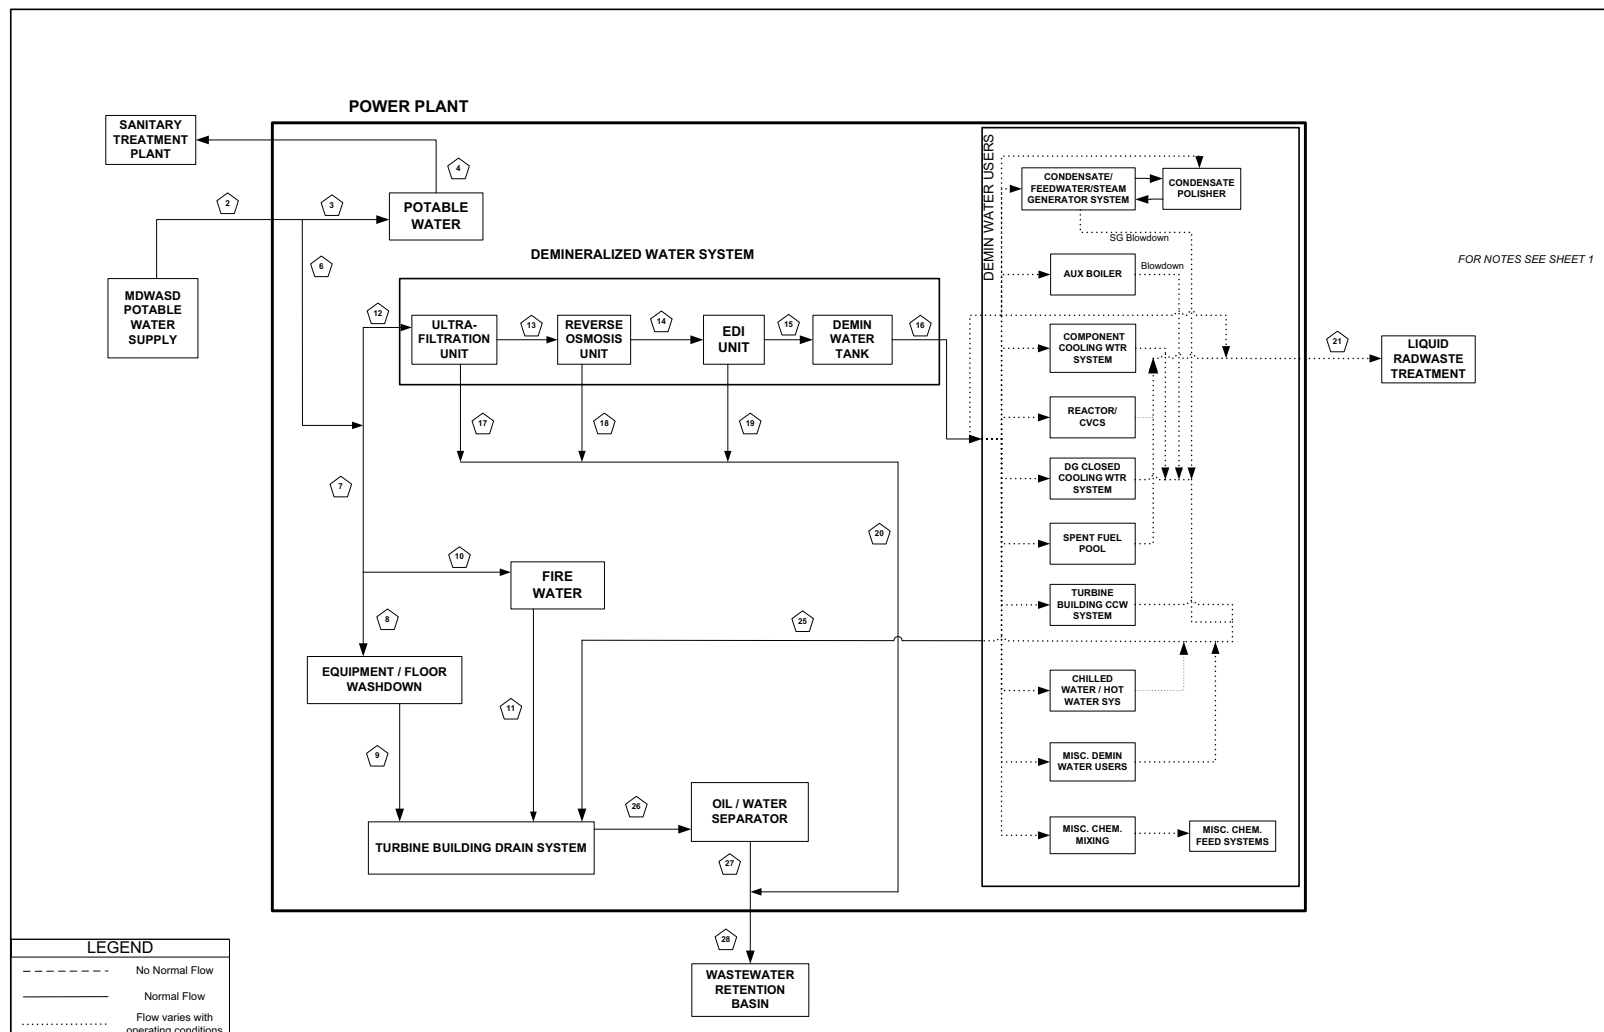 POWER PLANT
SANITARY
TREATMENT
PLANT
4
2
3
POTABLE
WATER
6
MDWASD
POTABLE
WATER
SUPPLY
DEMINERALIZED WATER SYSTEM
12
ULTRA-
FILTRATION
UNIT
13
REVERSE
OSMOSIS
UNIT
14
EDI
UNIT
15
DEMIN
WATER
TANK
16
17
18
19
7
20
10
FIRE
WATER
8
25
EQUIPMENT / FLOOR
WASHDOWN
11
9
26
OIL / WATER
SEPARATOR
TURBINE BUILDING DRAIN SYSTEM
27
28
WASTEWATER
RETENTION
BASIN
DEMIN WATER USERS
CONDENSATE/
FEEDWATER/STEAM
GENERATOR SYSTEM
CONDENSATE
POLISHER
SG Blowdown
AUX BOILER
Blowdown
COMPONENT
COOLING WTR
SYSTEM
REACTOR/
CVCS
DG CLOSED
COOLING WTR
SYSTEM
SPENT FUEL
POOL
TURBINE
BUILDING CCW
SYSTEM
CHILLED
WATER / HOT
WATER SYS
MISC. DEMIN
WATER USERS
MISC. CHEM.
MIXING
MISC. CHEM.
FEED SYSTEMS
FOR NOTES SEE SHEET 1
21
LIQUID
RADWASTE
TREATMENT
LEGEND
No Normal Flow
Normal Flow
Flow varies with
operating conditions